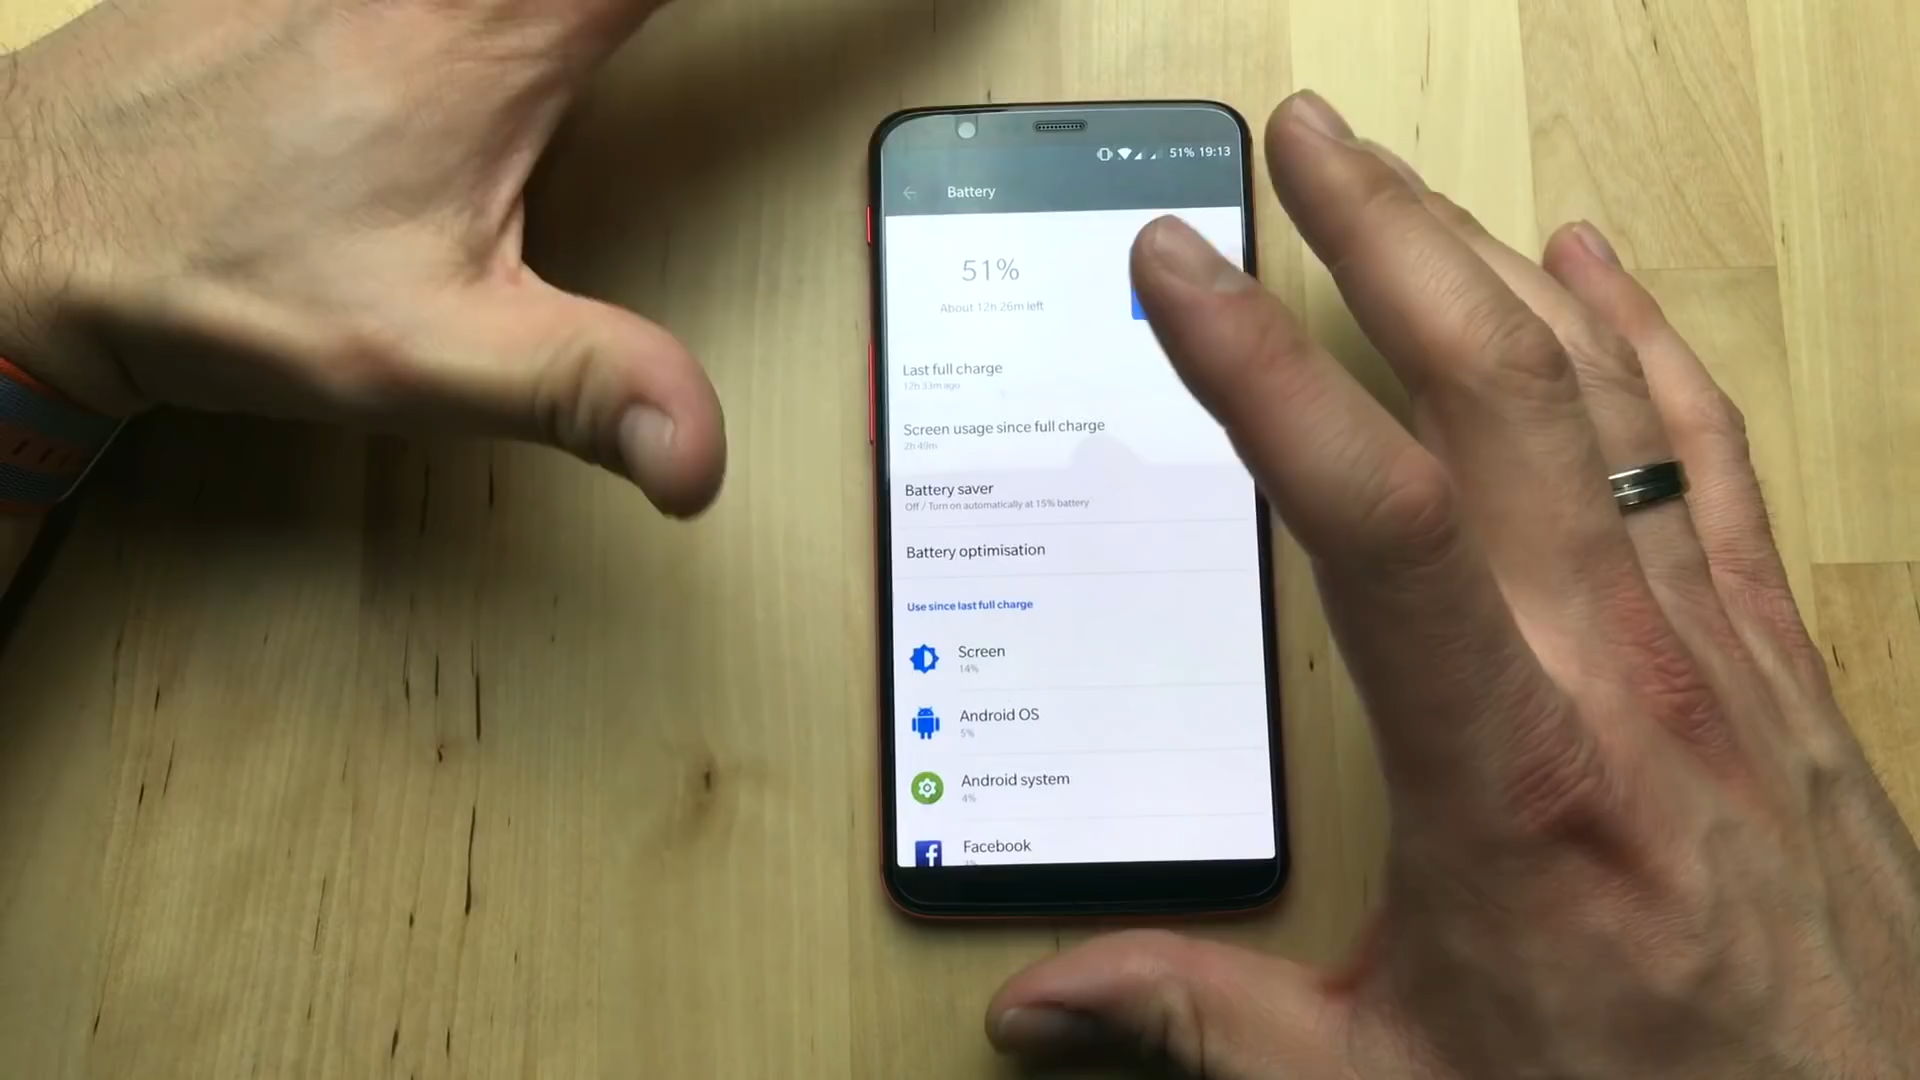 51% 19:13
Battery
51%
About 12h 26m left
Last full charge
12h 33m ago
Screen usage since full charge
2h 49m
Battery saver
Off / Turn on automatically at 15% battery
Battery optimisation
Use since last full charge
Screen
14%
Android OS
5%
Android system
4%
Facebook